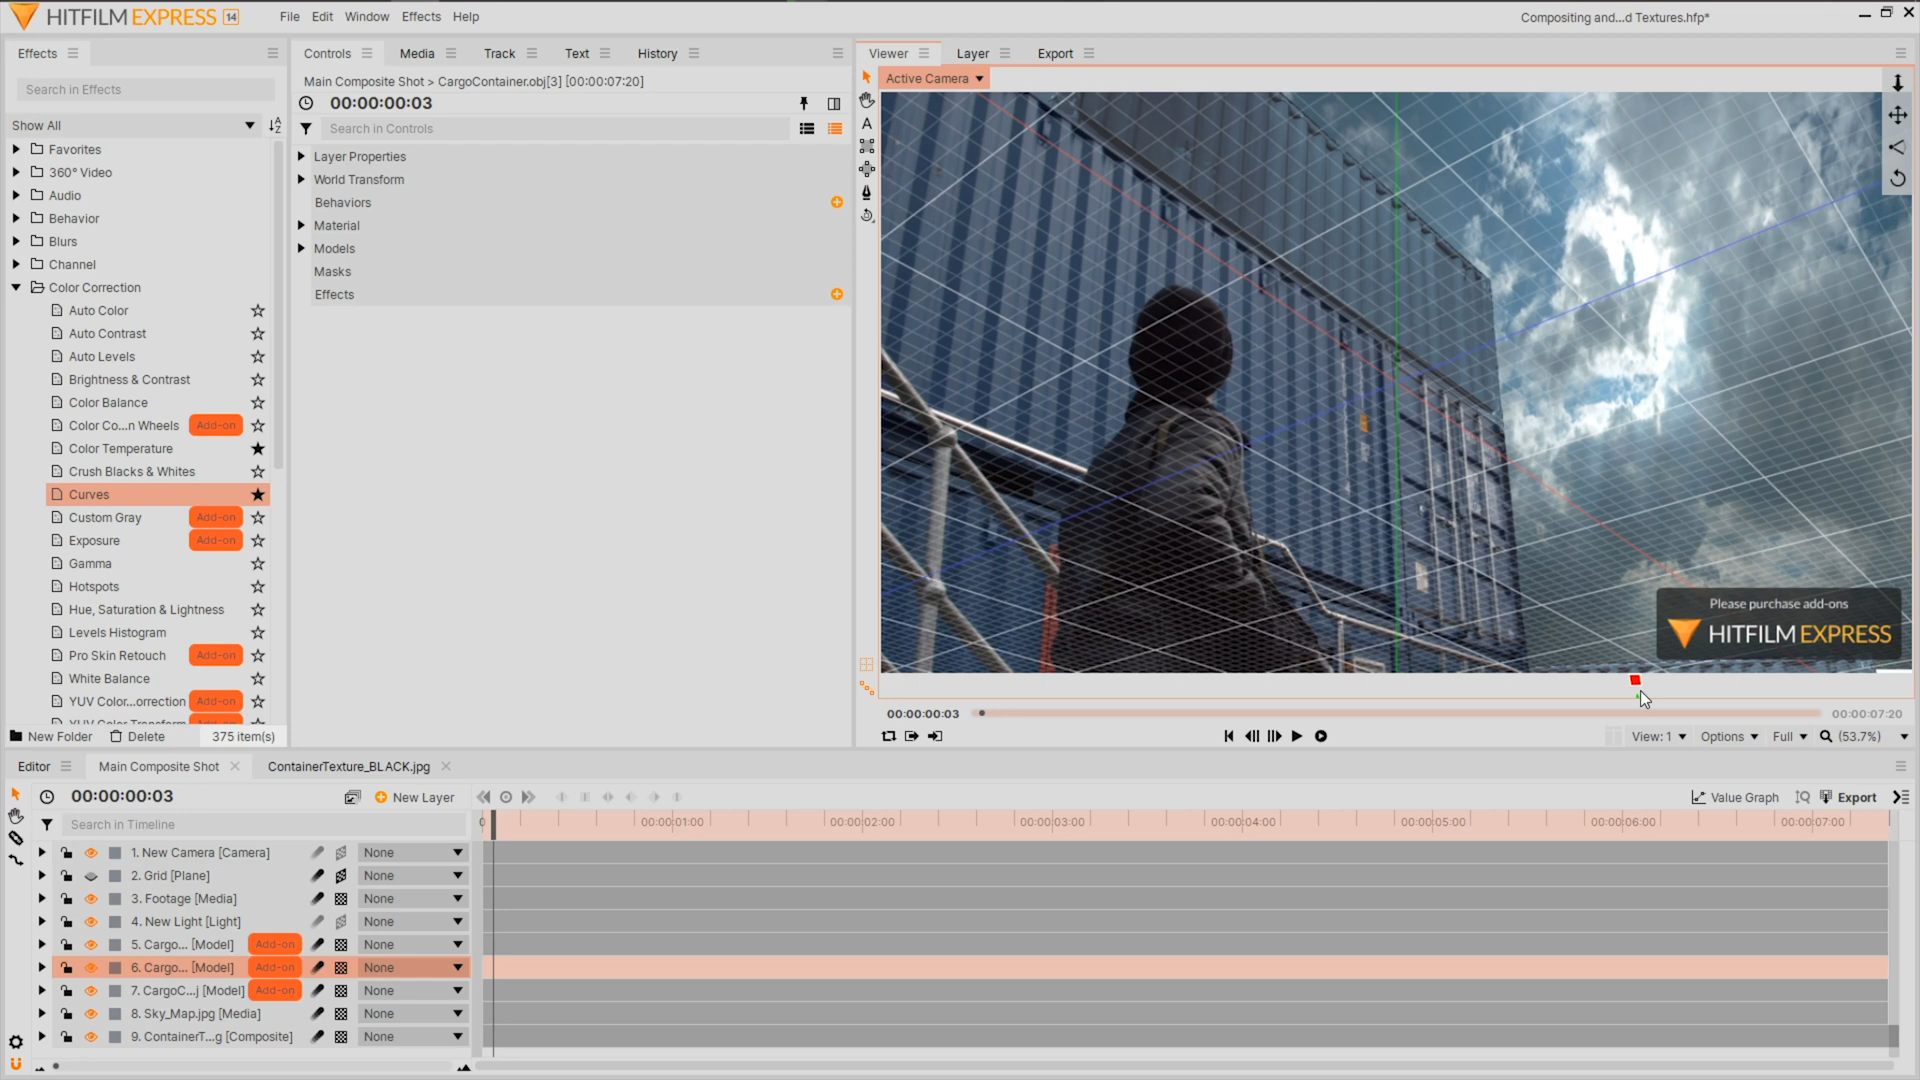 HITFILM EXPRESS 14
File Edit Window Effects Help
Compositing and...d Textures.hfp*
Effects
Controls Media Track Text History
Viewer Layer Export
Search in Effects
Main Composite Shot > CargoContainer.obj[3] [00:00:07:20]
Active Camera
00:00:00:03
Show All
A
Z
Search in Controls
A
Favorites
360° Video
Audio
Behavior
Blurs
Channel
Color Correction
Auto Color
Auto Contrast
Auto Levels
Brightness & Contrast
Color Balance
Color Co...n Wheels Add-on
Color Temperature
Crush Blacks & Whites
Curves
Custom Gray Add-on
Exposure Add-on
Gamma
Hotspots
Hue, Saturation & Lightness
Levels Histogram
Pro Skin Retouch Add-on
White Balance
YUV Color...orrection Add-on
YUV Color Transform Add-on
New Folder Delete 375 item(s)
Layer Properties
World Transform
Behaviors
Material
Models
Masks
Effects
Please purchase add-ons
HITFILM EXPRESS
00:00:00:03 00:00:07:20
View: 1 Options Full (53.7%)
Editor Main Composite Shot ContainerTexture_BLACK.jpg
00:00:00:03 New Layer
Value Graph Export
Search in Timeline
0 00:00:01:00 00:00:02:00 00:00:03:00 00:00:04:00 00:00:05:00 00:00:06:00 00:00:07:00
1. New Camera [Camera] None
2. Grid [Plane] None
3. Footage [Media] None
4. New Light [Light] None
5. Cargo... [Model] Add-on None
6. Cargo... [Model] Add-on None
7. CargoC...j [Model] Add-on None
8. Sky_Map.jpg [Media] None
9. ContainerT...g [Composite] None